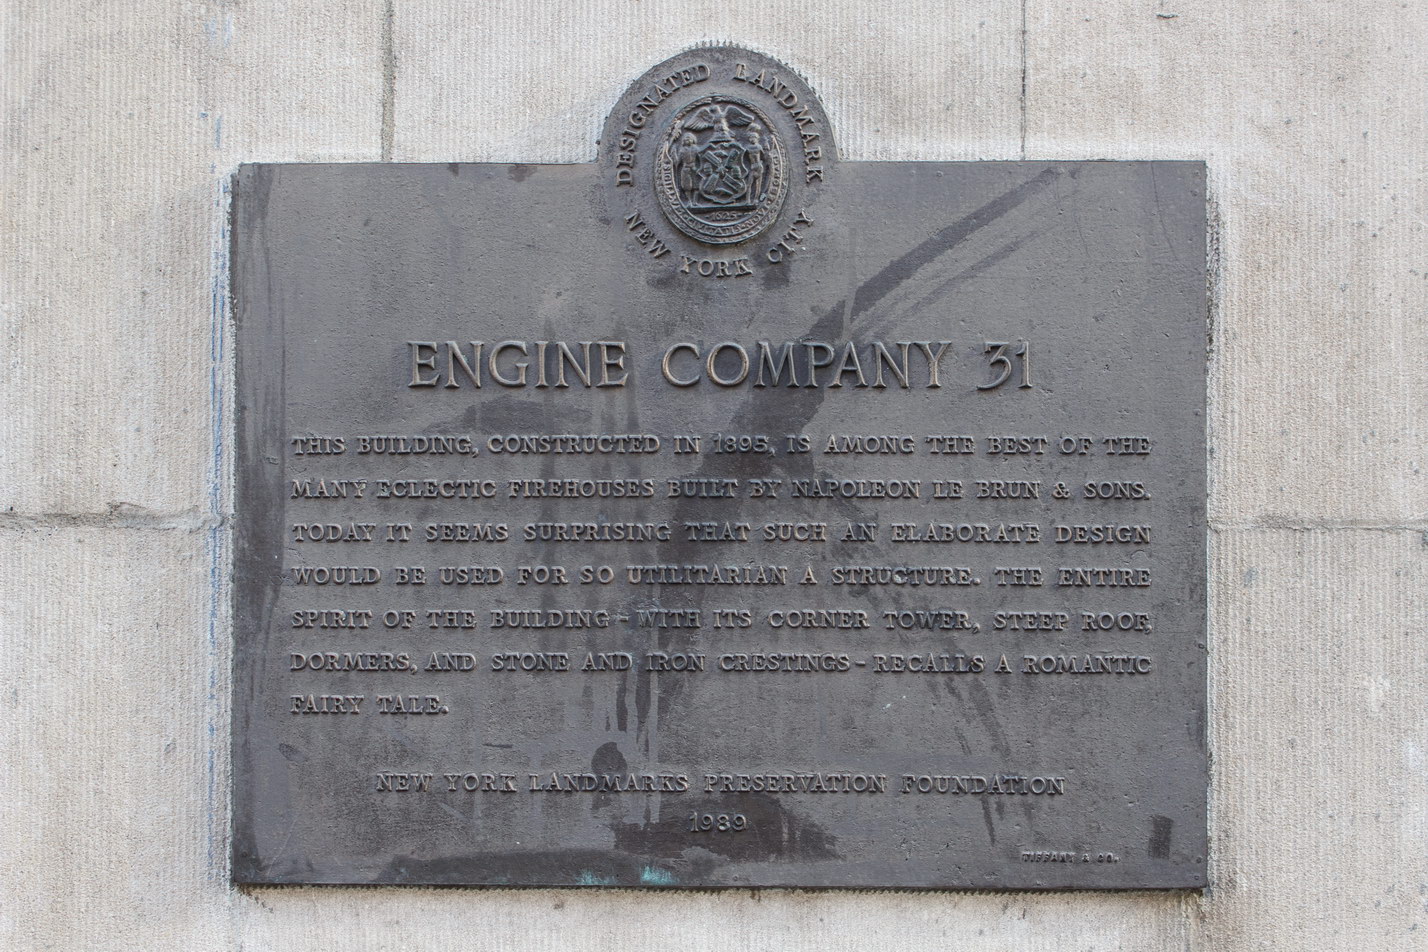 DESIGNATED LANDMARK
NEW YORK CITY
1625
ENGINE COMPANY 31
THIS BUILDING, CONSTRUCTED IN 1895, IS AMONG THE BEST OF THE
MANY ECLECTIC FIREHOUSES BUILT BY NAPOLEON LE BRUN & SONS.
TODAY IT SEEMS SURPRISING THAT SUCH AN ELABORATE DESIGN
WOULD BE USED FOR SO UTILITARIAN A STRUCTURE. THE ENTIRE
SPIRIT OF THE BUILDING - WITH ITS CORNER TOWER, STEEP ROOF,
DORMERS, AND STONE AND IRON CRESTINGS - RECALLS A ROMANTIC
FAIRY TALE.
NEW YORK LANDMARKS PRESERVATION FOUNDATION
1989
TIFFANY & CO.